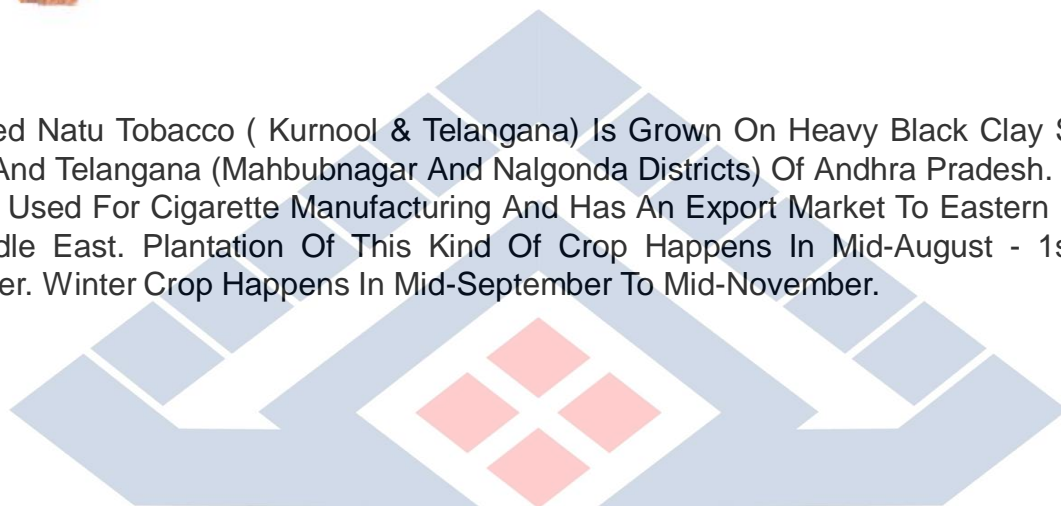 ed Natu Tobacco ( Kurnool & Telangana) Is Grown On Heavy Black Clay S
And Telangana (Mahbubnagar And Nalgonda Districts) Of Andhra Pradesh.
Used For Cigarette Manufacturing And Has An Export Market To Eastern
dle East. Plantation Of This Kind Of Crop Happens In Mid-August - 1s
er. Winter Crop Happens In Mid-September To Mid-November.